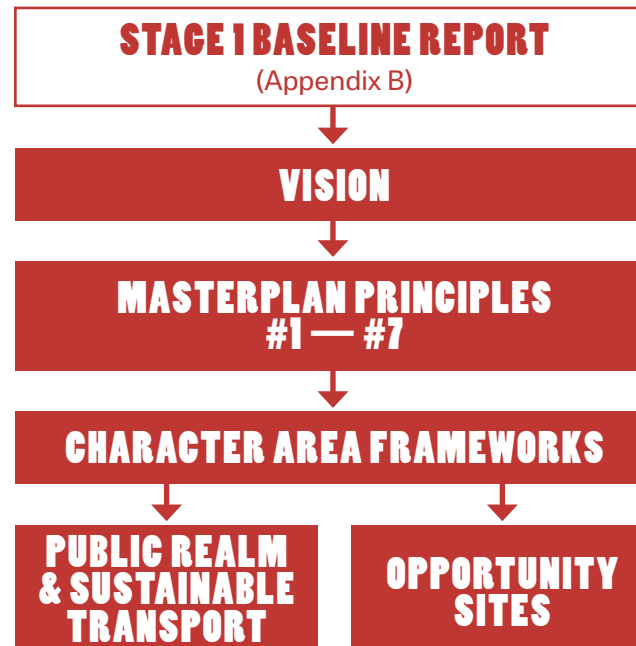 STAGE 1 BASELINE REPORT
(Appendix B)
VISION
MASTERPLAN PRINCIPLES
#1 — #7
CHARACTER AREA FRAMEWORKS
PUBLIC REALM
& SUSTAINABLE
TRANSPORT
OPPORTUNITY
SITES